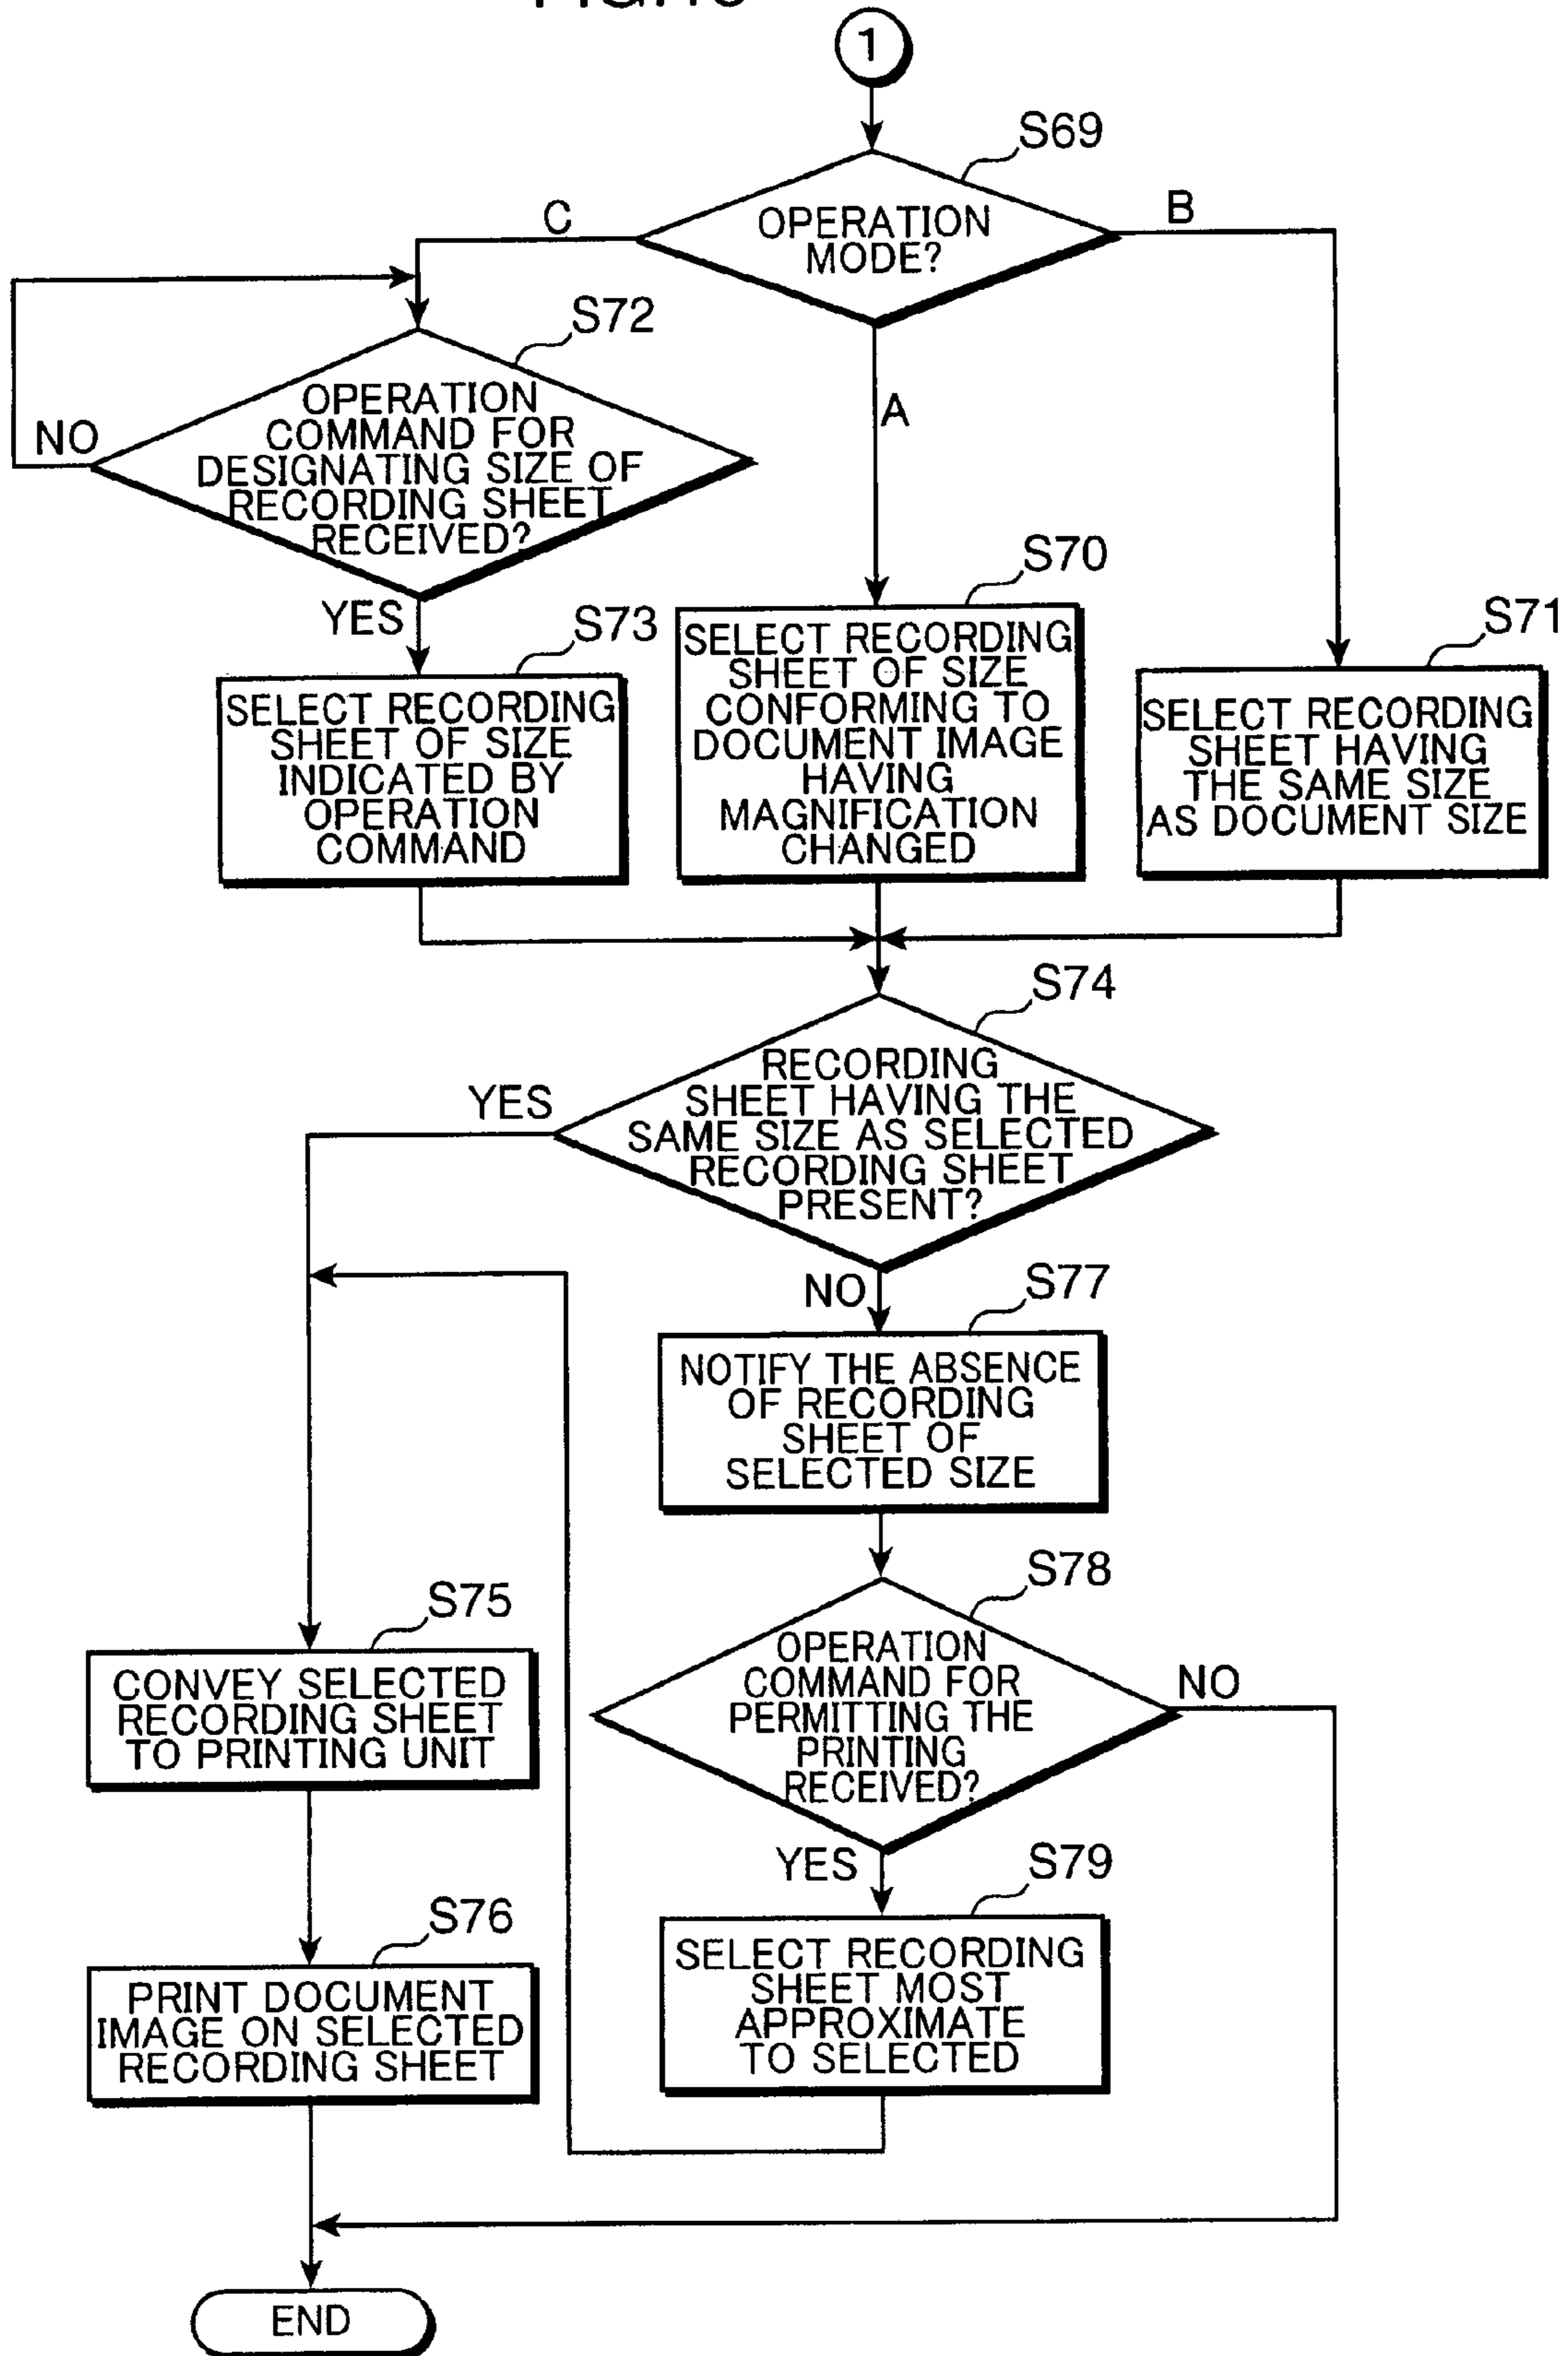 1
S69
OPERATION
MODE?
C
B
A
S72
OPERATION
COMMAND FOR
DESIGNATING SIZE OF
RECORDING SHEET
RECEIVED?
NO
YES
S73
SELECT RECORDING
SHEET OF SIZE
INDICATED BY
OPERATION
COMMAND
S70
SELECT RECORDING
SHEET OF SIZE
CONFORMING TO
DOCUMENT IMAGE
HAVING
MAGNIFICATION
CHANGED
S71
SELECT RECORDING
SHEET HAVING
THE SAME SIZE
AS DOCUMENT SIZE
S74
RECORDING
SHEET HAVING THE
SAME SIZE AS SELECTED
RECORDING SHEET
PRESENT?
YES
NO
S77
NOTIFY THE ABSENCE
OF RECORDING
SHEET OF
SELECTED SIZE
S78
OPERATION
COMMAND FOR
PERMITTING THE
PRINTING
RECEIVED?
NO
YES
S79
SELECT RECORDING
SHEET MOST
APPROXIMATE
TO SELECTED
S75
CONVEY SELECTED
RECORDING SHEET
TO PRINTING UNIT
S76
PRINT DOCUMENT
IMAGE ON SELECTED
RECORDING SHEET
END